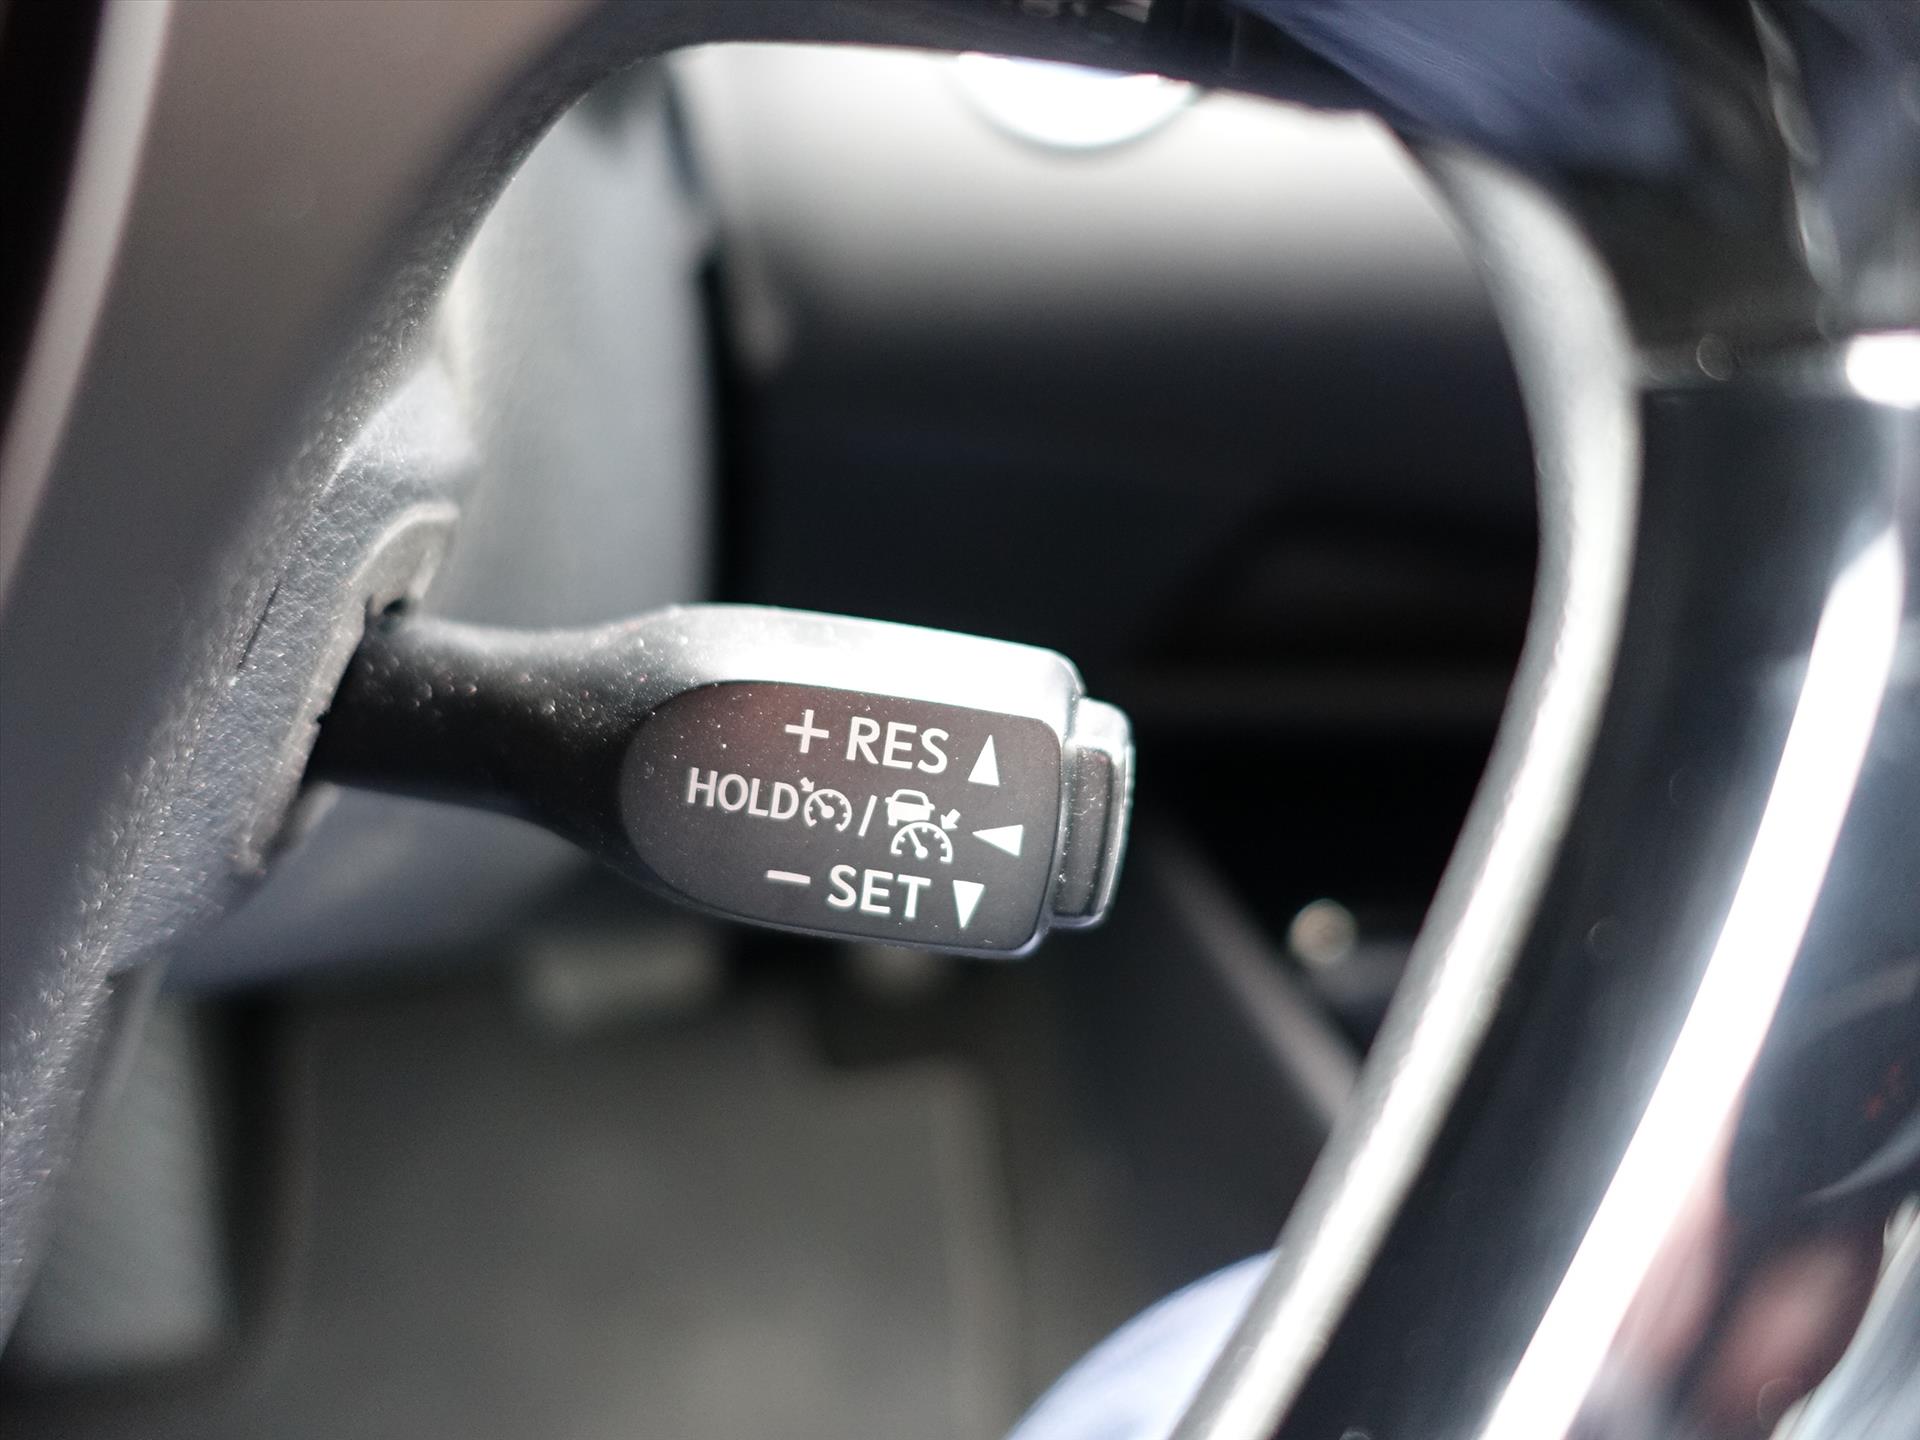 + RES ▲
HOLD / ◀
− SET ▼